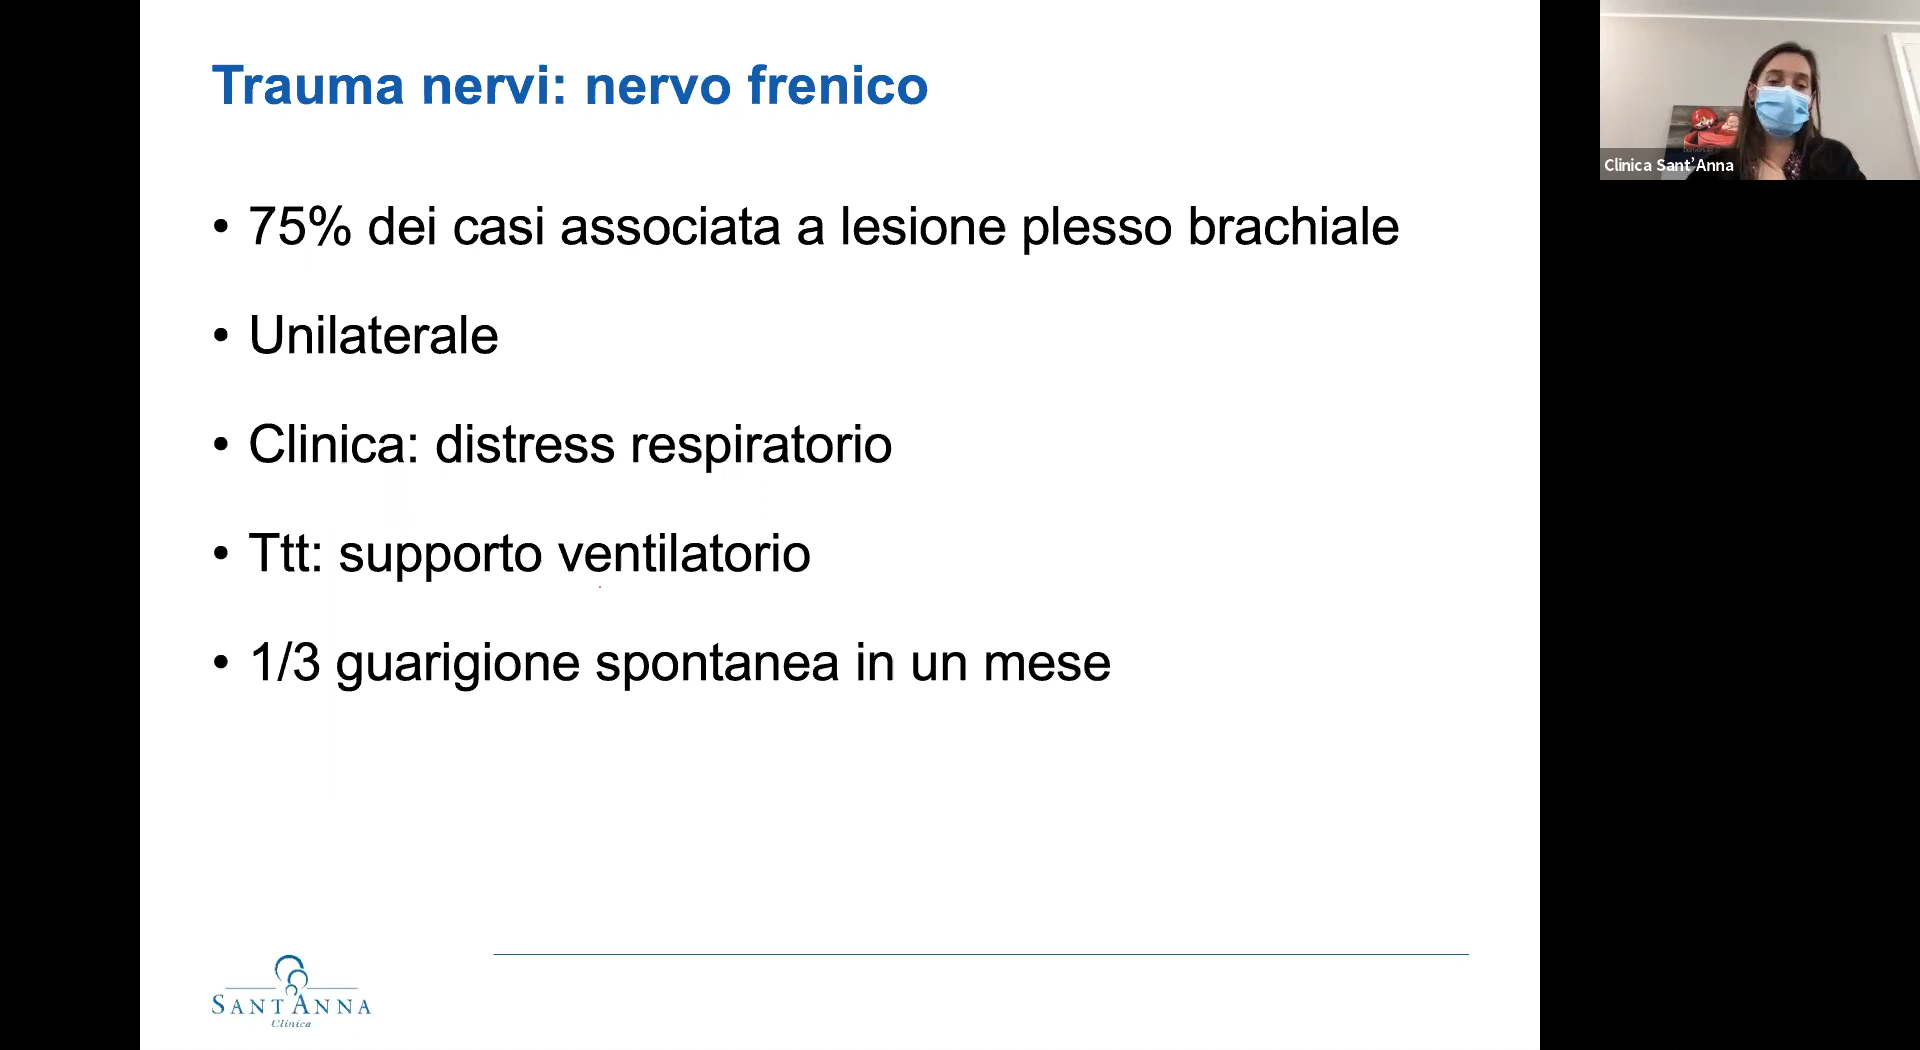 Trauma nervi: nervo frenico
• 75% dei casi associata a lesione plesso brachiale
• Unilaterale
• Clinica: distress respiratorio
• Ttt: supporto ventilatorio
• 1/3 guarigione spontanea in un mese
SANT'ANNA
Clinica
Clinica Sant'Anna